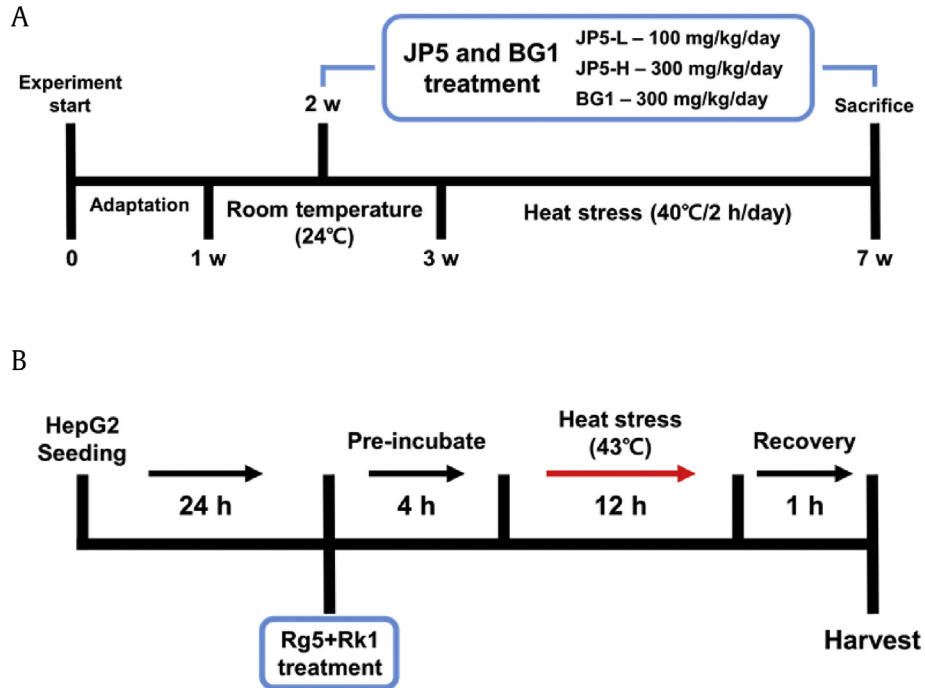 A
Experiment
start
2 w
JP5 and BG1
treatment
JP5-L – 100 mg/kg/day
JP5-H – 300 mg/kg/day
BG1 – 300 mg/kg/day
Sacrifice
Adaptation
Room temperature
(24℃)
Heat stress (40℃/2 h/day)
0
1 w
3 w
7 w
B
HepG2
Seeding
24 h
Pre-incubate
4 h
Heat stress
(43℃)
12 h
Recovery
1 h
Rg5+Rk1
treatment
Harvest